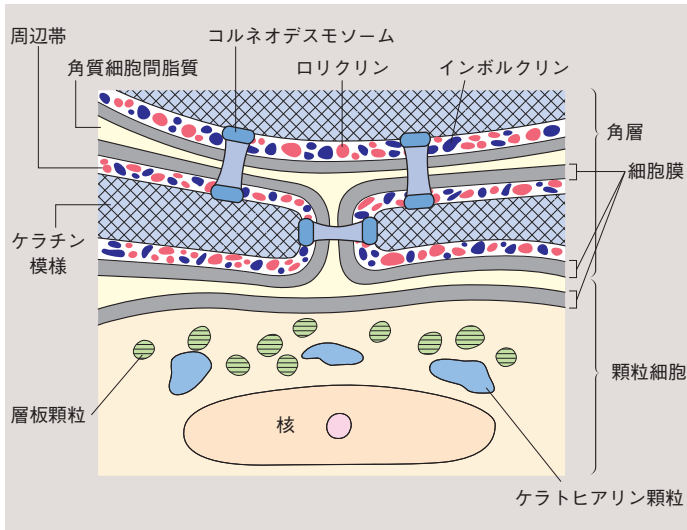 周辺帯
コルネオデスモソーム
角質細胞間脂質
ロリクリン
インボルクリン
角層
細胞膜
ケラチン
模様
顆粒細胞
層板顆粒
核
ケラトヒアリン顆粒